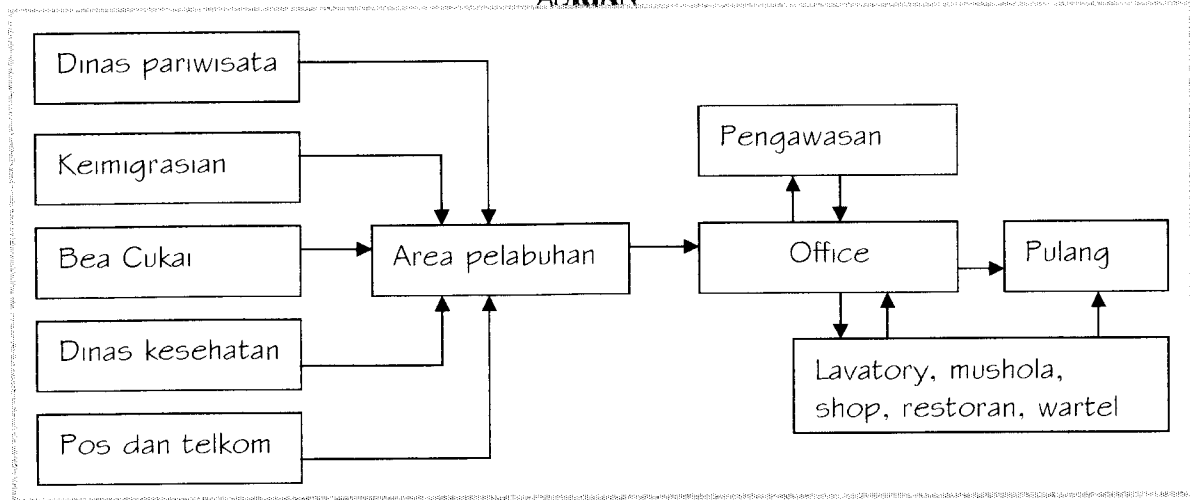 Dinas pariwisata
Keimigrasian
Bea Cukai
Dinas kesehatan
Pos dan telkom
Area pelabuhan
Pengawasan
Office
Pulang
Lavatory, mushola,
shop, restoran, wartel